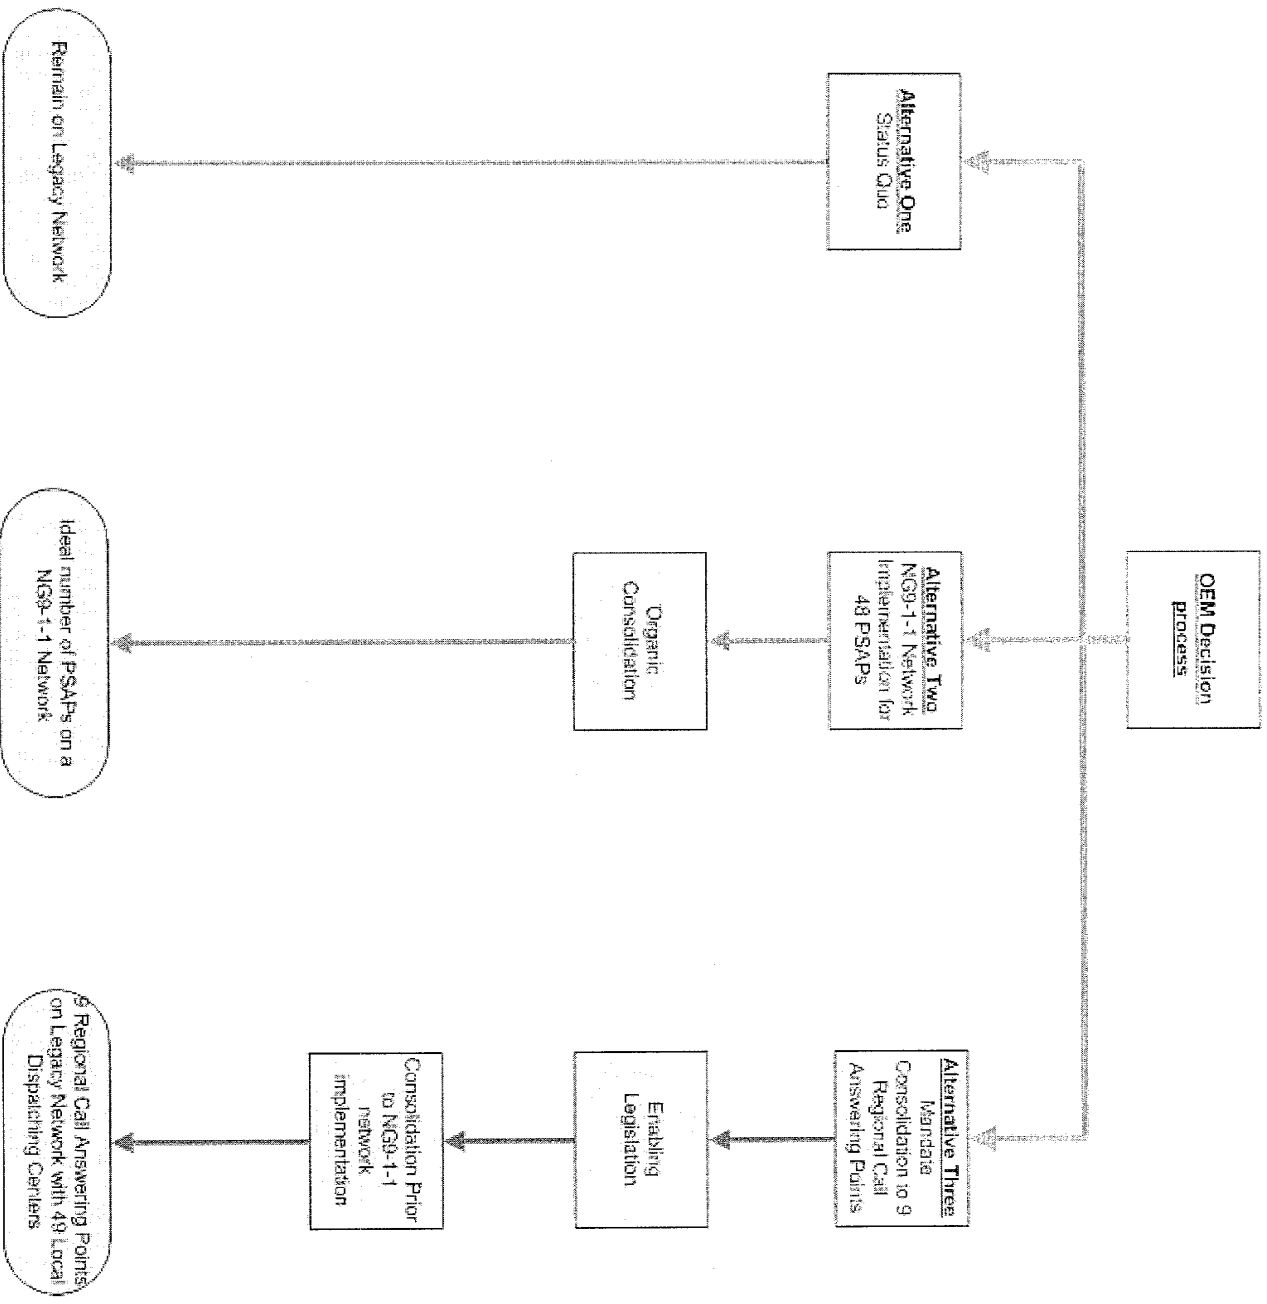 OEM Decision
process
Alternative One
Status Quo
Alternative Two
NG9-1-1 Network
Implementation for
48 PSAPs
Alternative Three
Mandate
Consolidation to 9
Regional Call
Answering Points
Organic
Consolidation
Enabling
Legislation
Consolidation Prior
to NG9-1-1
network
implementation
Remain on Legacy Network
Ideal number of PSAPs on a
NG9-1-1 Network
9 Regional Call Answering Points
on Legacy Network with 49 Local
Dispatching Centers